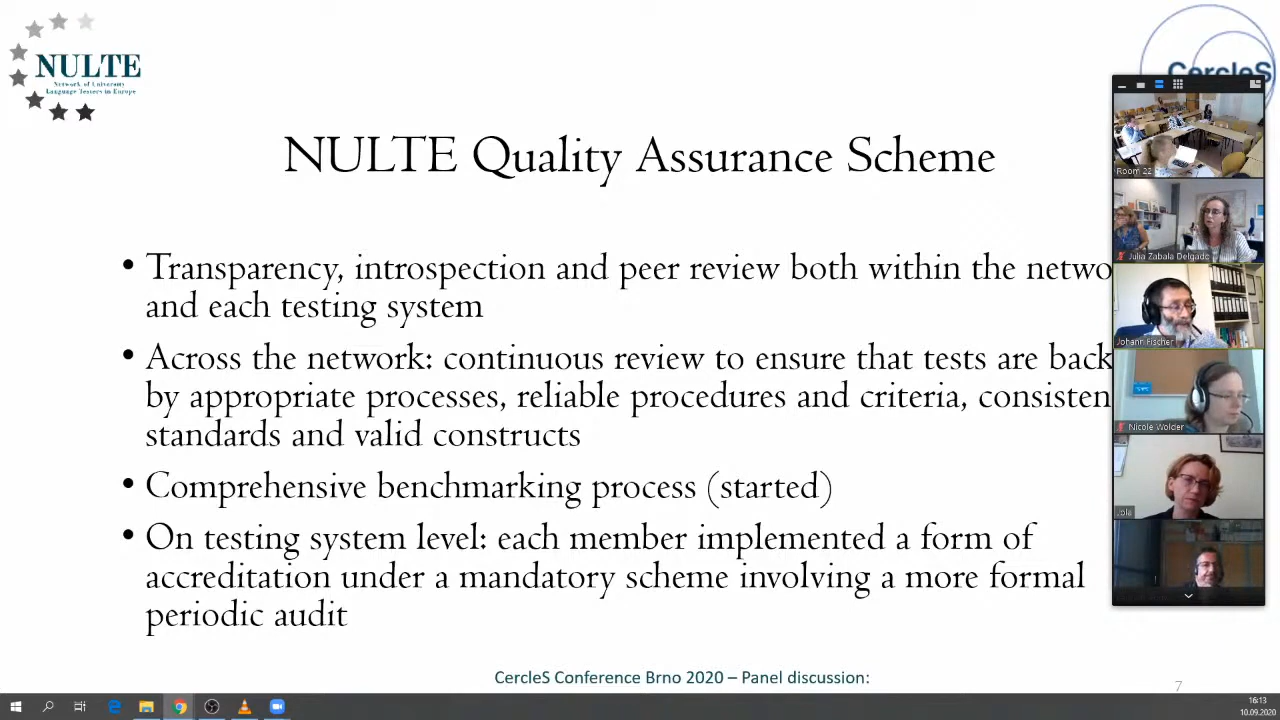 NULTE
Network of University
Language Testers in Europe
CercleS
NULTE Quality Assurance Scheme
• Transparency, introspection and peer review both within the netwo
and each testing system
• Across the network: continuous review to ensure that tests are back
by appropriate processes, reliable procedures and criteria, consisten
standards and valid constructs
• Comprehensive benchmarking process (started)
• On testing system level: each member implemented a form of
accreditation under a mandatory scheme involving a more formal
periodic audit
Room 22
Julia Zabala Delgado
Johann Fischer
Nicole Wolder
CercleS Conference Brno 2020 – Panel discussion:
7
16:13
10.09.2020